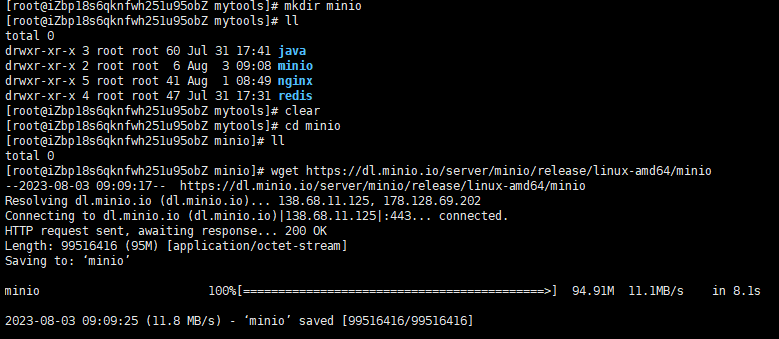 [root@iZbp18s6qknfwh251u95obZ mytools]# mkdir minio
[root@iZbp18s6qknfwh251u95obZ mytools]# ll
total 0
drwxr-xr-x 3 root root 60 Jul 31 17:41 java
drwxr-xr-x 2 root root  6 Aug  3 09:08 minio
drwxr-xr-x 5 root root 41 Aug  1 08:49 nginx
drwxr-xr-x 4 root root 47 Jul 31 17:31 redis
[root@iZbp18s6qknfwh251u95obZ mytools]# clear
[root@iZbp18s6qknfwh251u95obZ mytools]# cd minio
[root@iZbp18s6qknfwh251u95obZ minio]# ll
total 0
[root@iZbp18s6qknfwh251u95obZ minio]# wget https://dl.minio.io/server/minio/release/linux-amd64/minio
--2023-08-03 09:09:17--  https://dl.minio.io/server/minio/release/linux-amd64/minio
Resolving dl.minio.io (dl.minio.io)... 138.68.11.125, 178.128.69.202
Connecting to dl.minio.io (dl.minio.io)|138.68.11.125|:443... connected.
HTTP request sent, awaiting response... 200 OK
Length: 99516416 (95M) [application/octet-stream]
Saving to: ‘minio’
minio                         100%[===========================================>]  94.91M  11.1MB/s    in 8.1s
2023-08-03 09:09:25 (11.8 MB/s) - ‘minio’ saved [99516416/99516416]